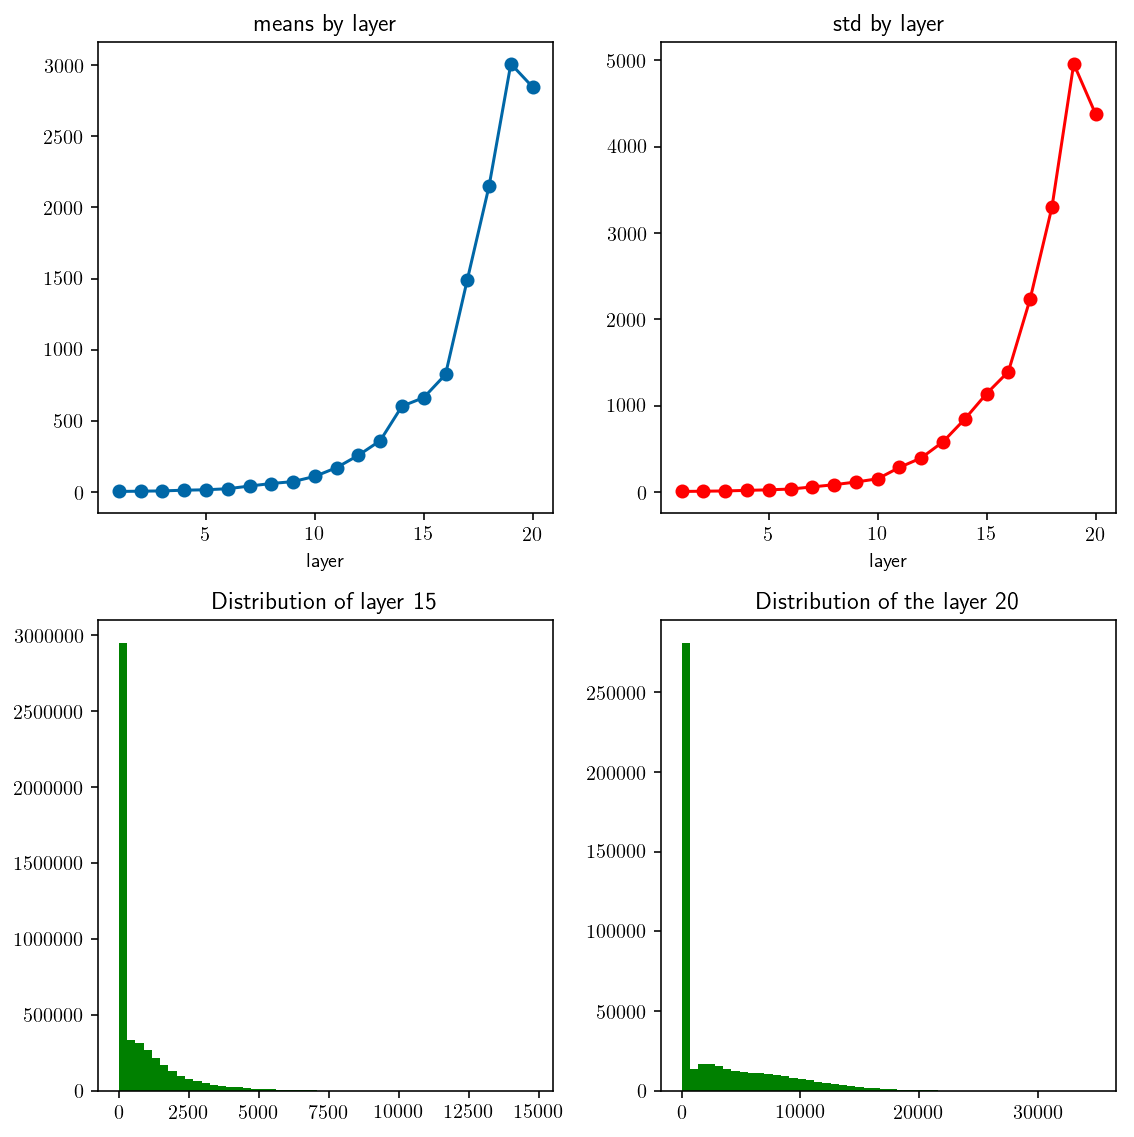 means by layer
3000
2500
2000
1500
1000
500
0
5 10 15 20
layer
std by layer
5000
4000
3000
2000
1000
0
5 10 15 20
layer
Distribution of layer 15
3000000
2500000
2000000
1500000
1000000
500000
0
0 2500 5000 7500 10000 12500 15000
Distribution of the layer 20
250000
200000
150000
100000
50000
0
0 10000 20000 30000